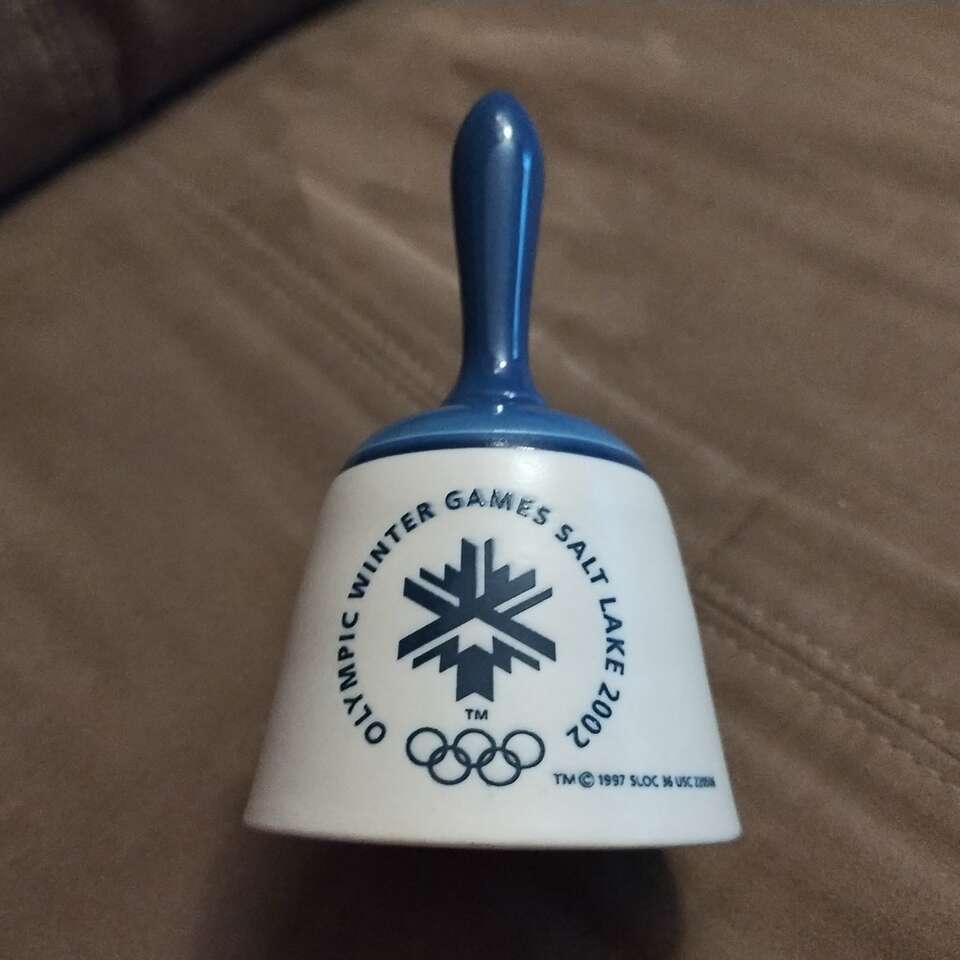 OLYMPIC WINTER GAMES SALT LAKE 2002
TM
TM © 1997 SLOC 36 USC 220506